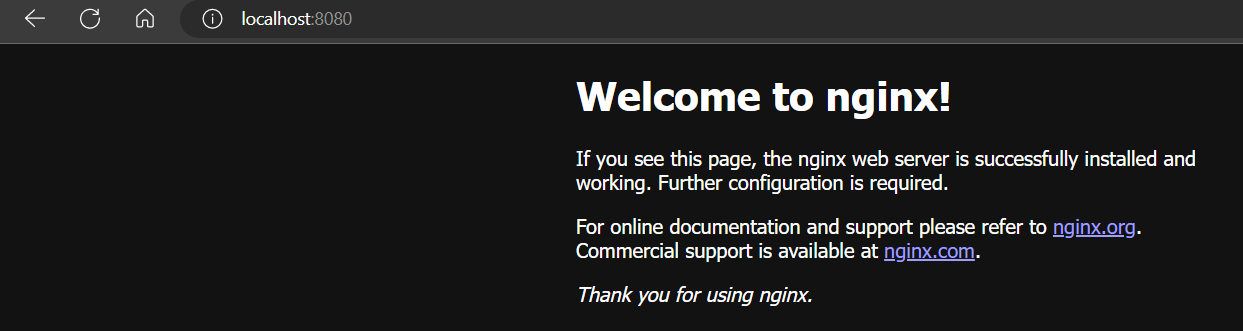 localhost:8080
Welcome to nginx!
If you see this page, the nginx web server is successfully installed and
working. Further configuration is required.
For online documentation and support please refer to nginx.org.
Commercial support is available at nginx.com.
Thank you for using nginx.